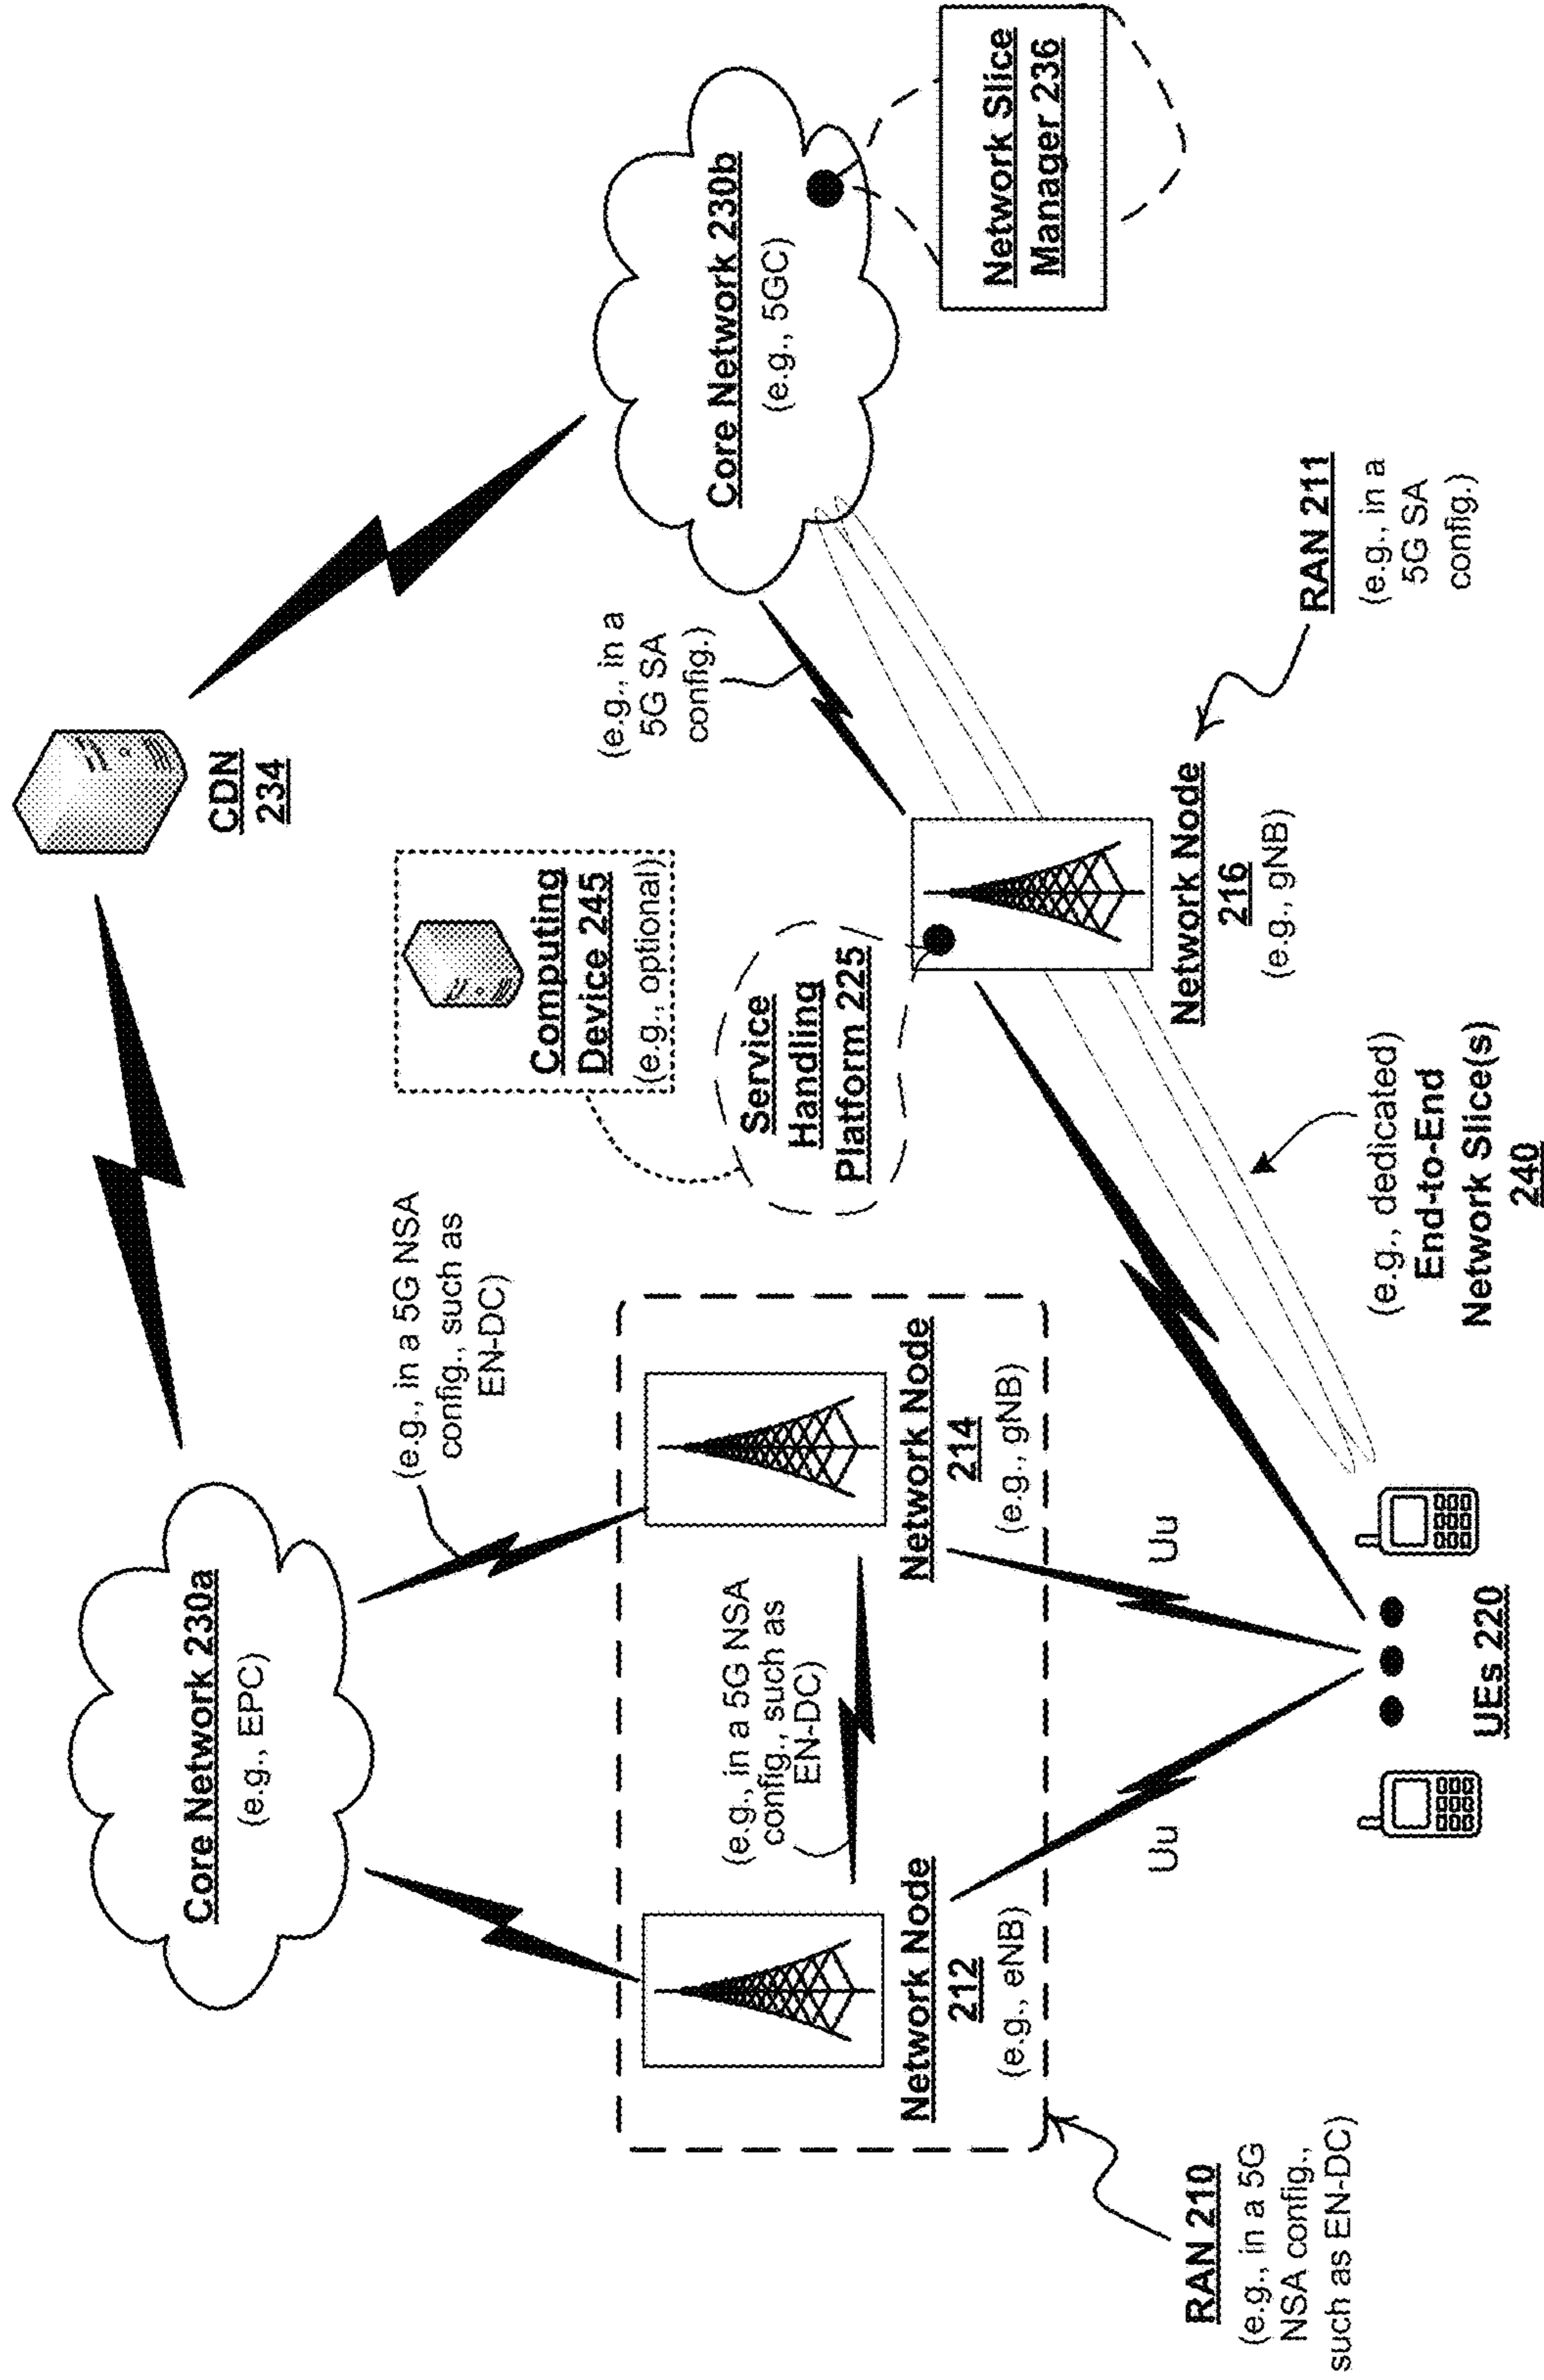 CDN
234
Core Network 230a
(e.g., EPC)
(e.g., in a 5G NSA
config., such as
EN-DC)
Computing
Device 245
(e.g., optional)
(e.g., in a
5G SA
config.)
Core Network 230b
(e.g., 5GC)
Service
Handling
Platform 225
(e.g., in a 5G NSA
config., such as
EN-DC)
Network Node
212
(e.g., eNB)
Network Node
214
(e.g., gNB)
Network Slice
Manager 236
Network Node
216
(e.g., gNB)
Uu
Uu
RAN 210
(e.g., in a 5G
NSA config.,
such as EN-DC)
RAN 211
(e.g., in a
5G SA
config.)
(e.g., dedicated)
End-to-End
Network Slice(s)
240
UEs 220